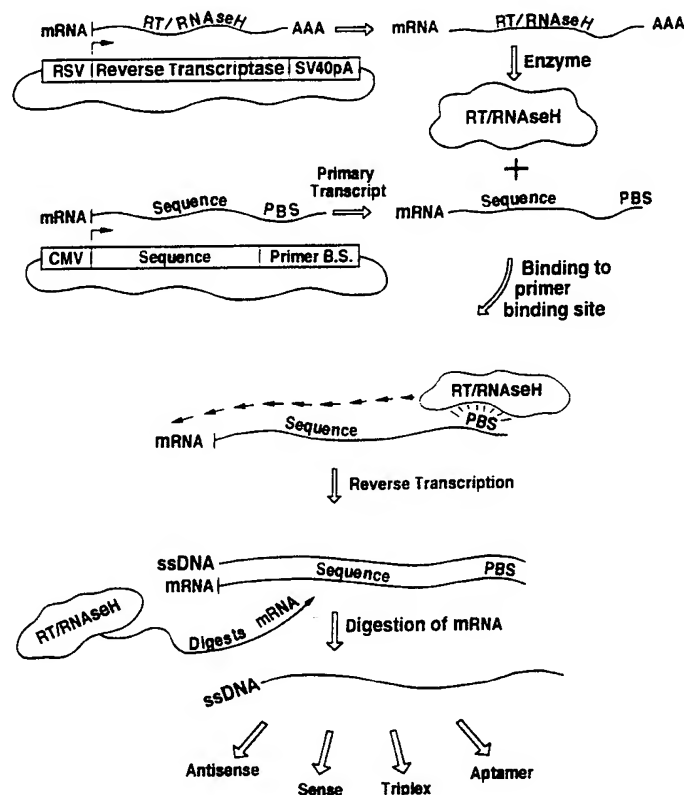 mRNA RT/RNAseH AAA
mRNA RT/RNAseH AAA
RSV Reverse Transcriptase SV40pA
Enzyme
RT/RNAseH
+
Primary
Transcript
mRNA Sequence PBS
mRNA Sequence PBS
CMV Sequence Primer B.S.
Binding to
primer
binding site
RT/RNAseH
PBS
mRNA Sequence
Reverse Transcription
ssDNA
mRNA Sequence PBS
RT/RNAseH
Digests mRNA
Digestion of mRNA
ssDNA
Antisense
Sense
Triplex
Aptamer